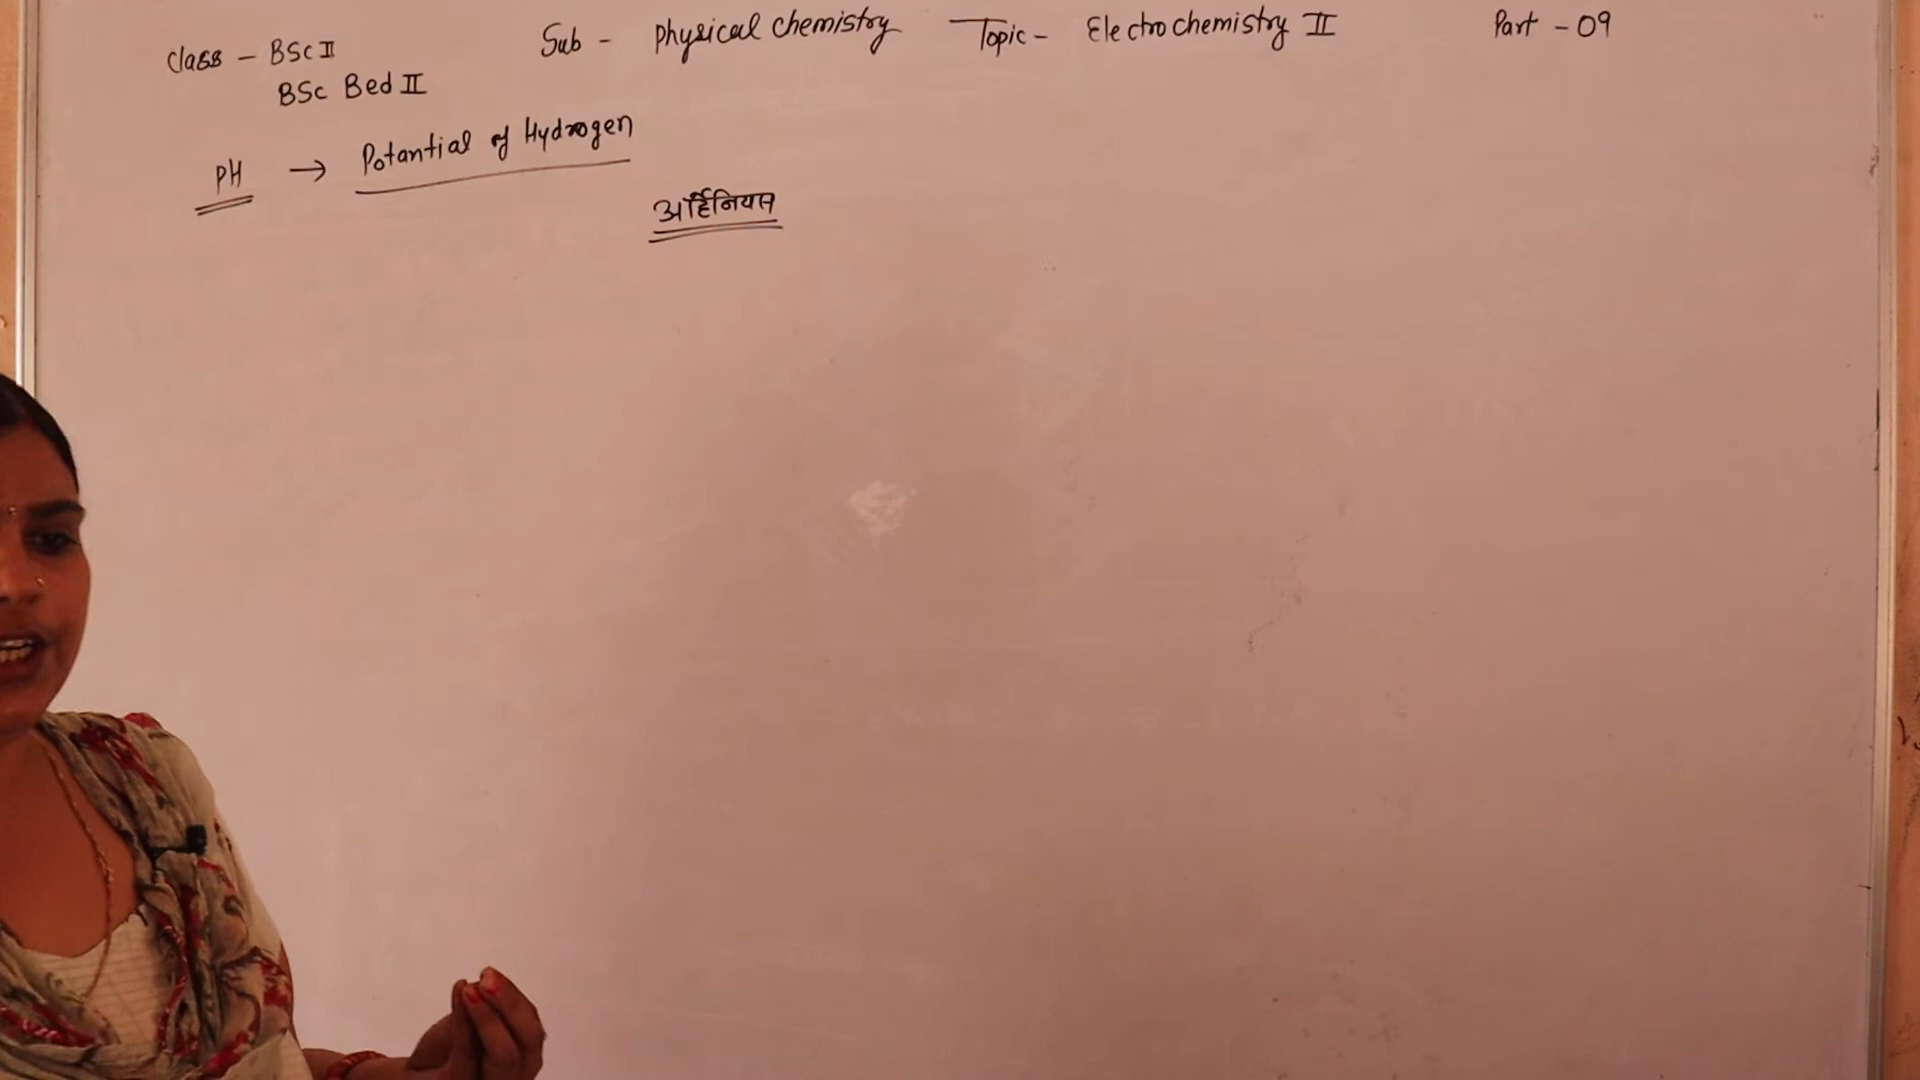 Class - BSc II Sub - Physical Chemistry Topic - Electrochemistry II Part - 09
BSc Bed II
PH → Potantial of Hydrogen
अर्हिनियस